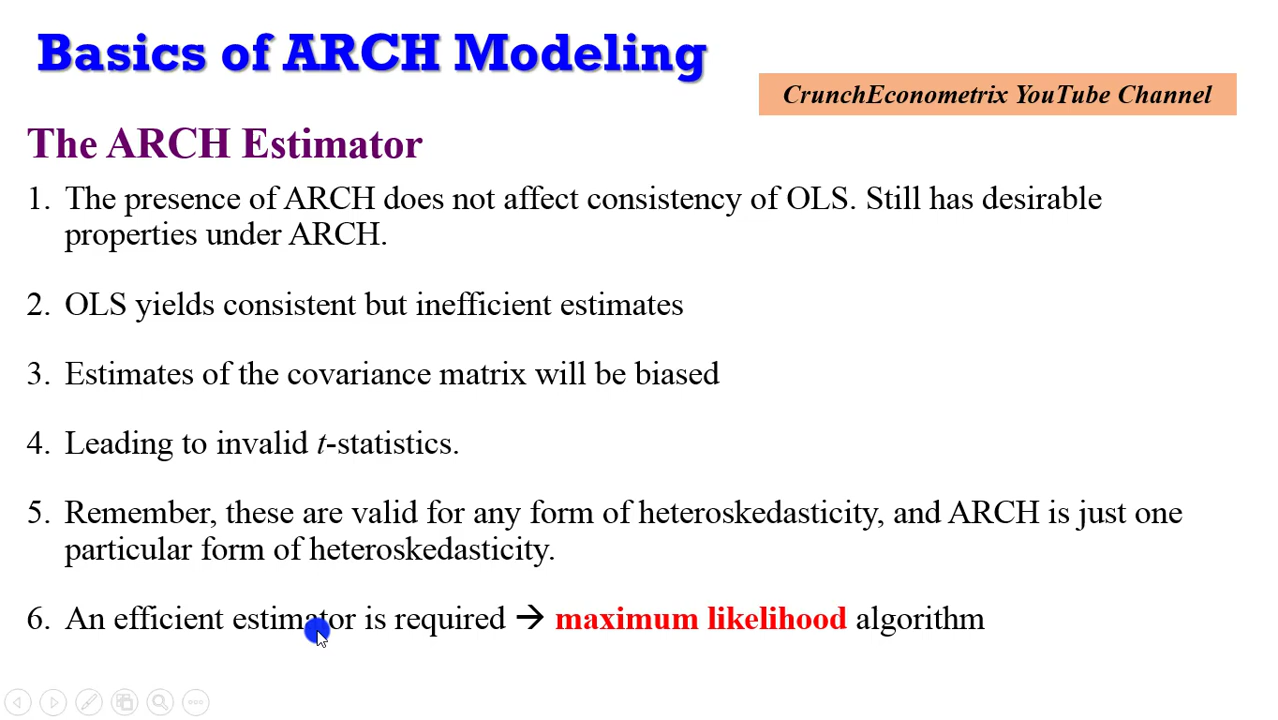 Basics of ARCH Modeling
CrunchEconometrix YouTube Channel
The ARCH Estimator
1. The presence of ARCH does not affect consistency of OLS. Still has desirable
properties under ARCH.
2. OLS yields consistent but inefficient estimates
3. Estimates of the covariance matrix will be biased
4. Leading to invalid t-statistics.
5. Remember, these are valid for any form of heteroskedasticity, and ARCH is just one
particular form of heteroskedasticity.
6. An efficient estimator is required → maximum likelihood algorithm